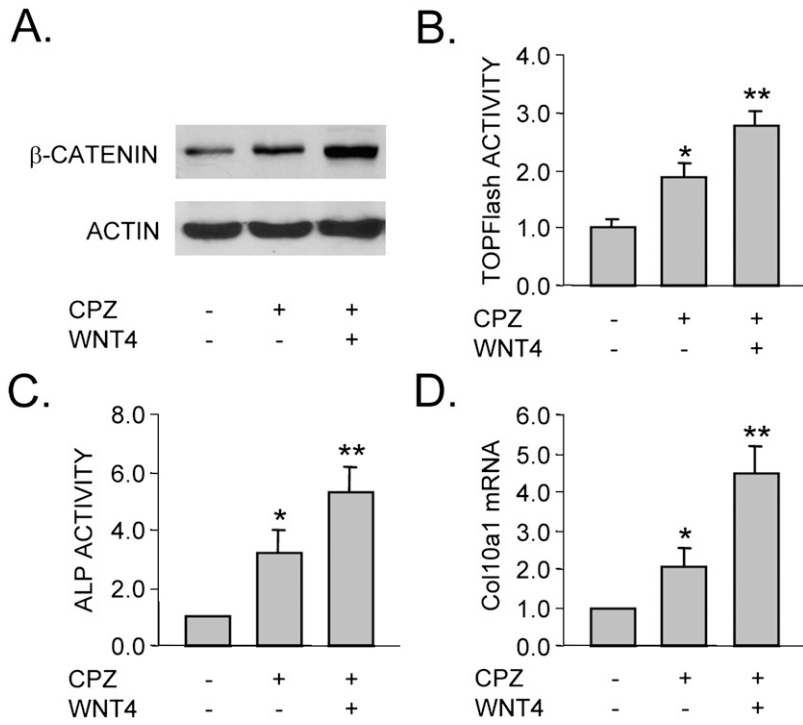 A.
β-CATENIN
ACTIN
CPZ - + +
WNT4 - - +
B.
TOPFlash ACTIVITY
4.0
3.0
2.0
1.0
0.0
* **
CPZ - + +
WNT4 - - +
C.
ALP ACTIVITY
8.0
6.0
4.0
2.0
0.0
* **
CPZ - + +
WNT4 - - +
D.
Col10a1 mRNA
6.0
5.0
4.0
3.0
2.0
1.0
0.0
* **
CPZ - + +
WNT4 - - +